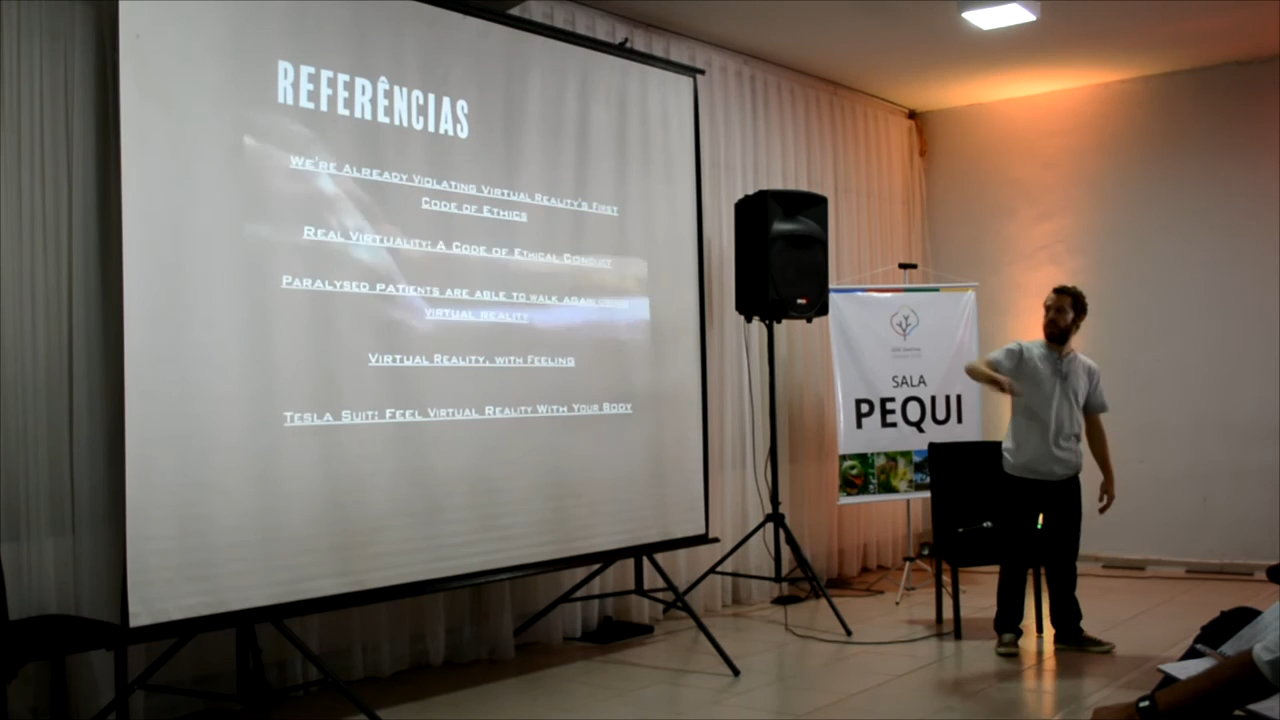 REFERÊNCIAS
WE'RE ALREADY VIOLATING VIRTUAL REALITY'S FIRST
CODE OF ETHICS
REAL VIRTUALITY: A CODE OF ETHICAL CONDUCT
PARALYSED PATIENTS ARE ABLE TO WALK AGAIN USING
VIRTUAL REALITY
VIRTUAL REALITY, WITH FEELING
TESLA SUIT: FEEL VIRTUAL REALITY WITH YOUR BODY
SALA
PEQUI